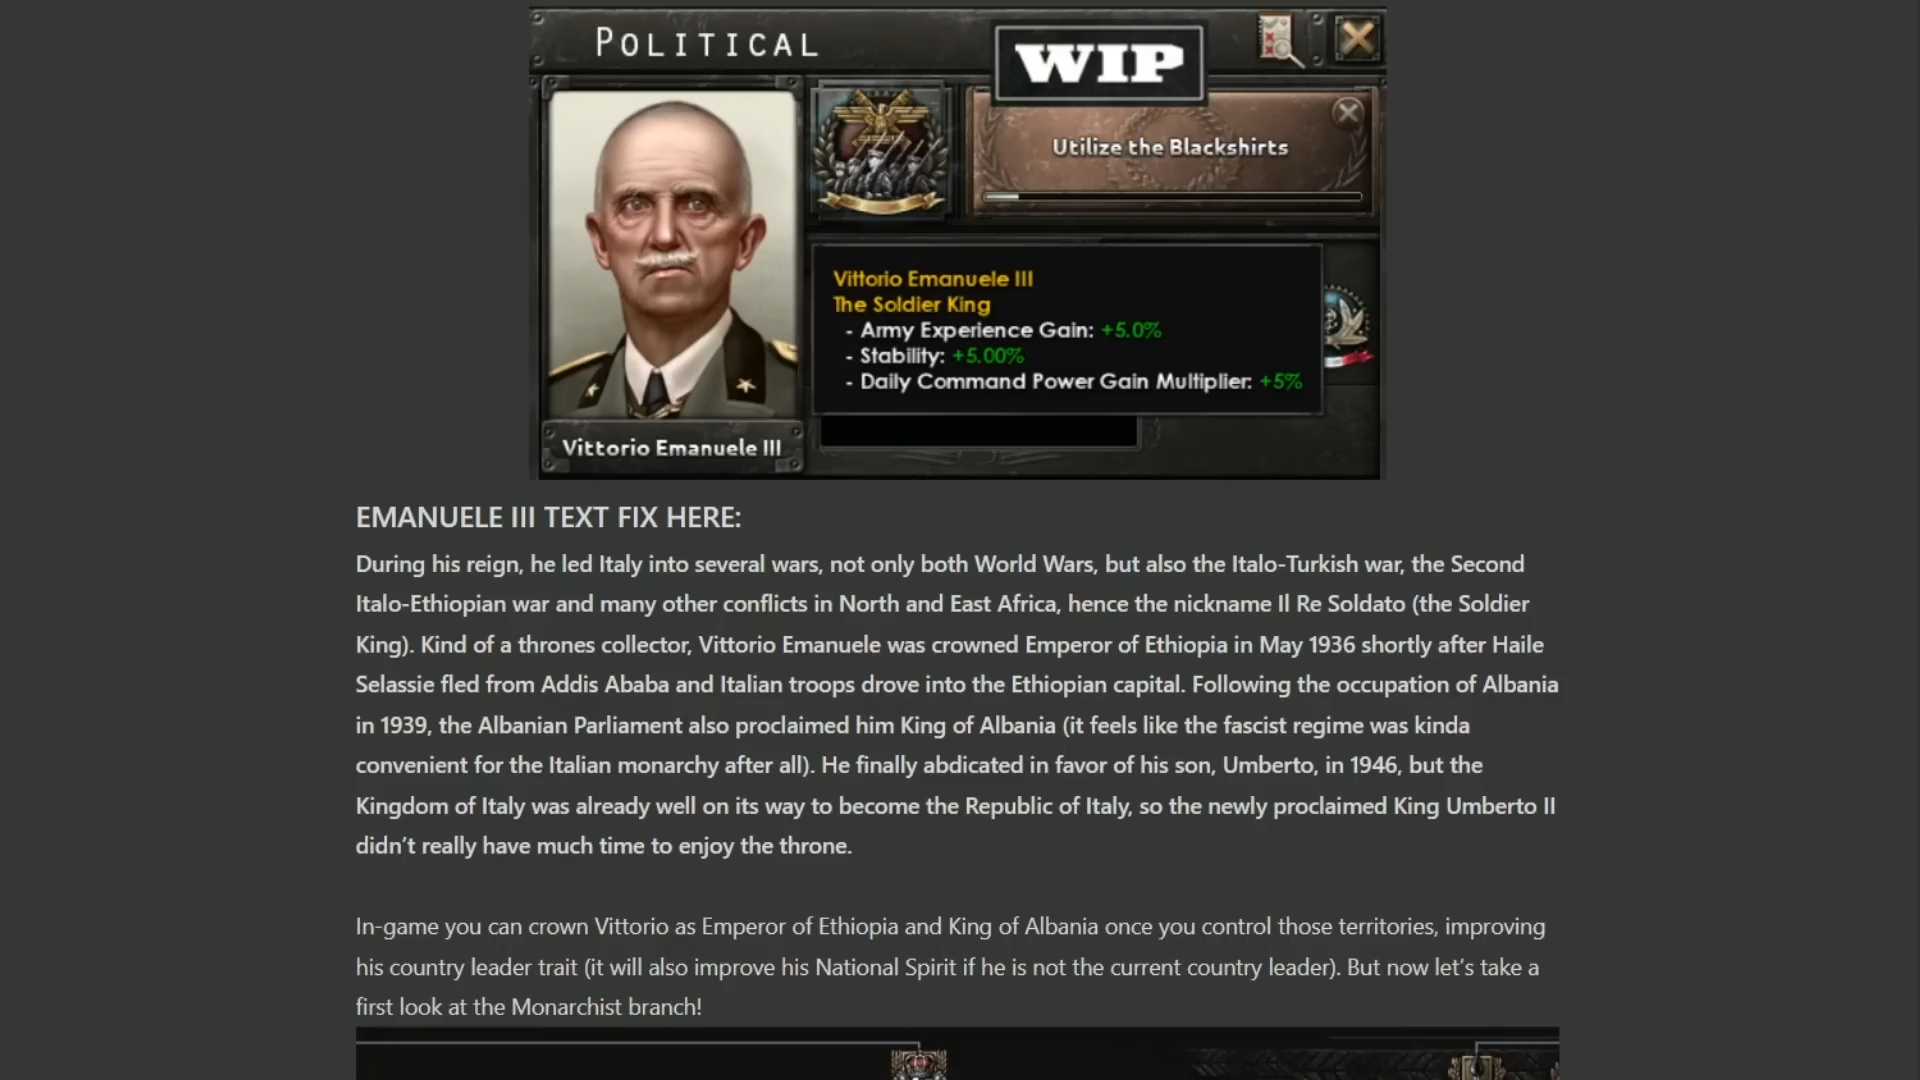 POLITICAL
WIP
Utilize the Blackshirts
Vittorio Emanuele III
The Soldier King
- Army Experience Gain: +5.0%
- Stability: +5.00%
- Daily Command Power Gain Multiplier: +5%
Vittorio Emanuele III
EMANUELE III TEXT FIX HERE:
During his reign, he led Italy into several wars, not only both World Wars, but also the Italo-Turkish war, the Second
Italo-Ethiopian war and many other conflicts in North and East Africa, hence the nickname Il Re Soldato (the Soldier
King). Kind of a thrones collector, Vittorio Emanuele was crowned Emperor of Ethiopia in May 1936 shortly after Haile
Selassie fled from Addis Ababa and Italian troops drove into the Ethiopian capital. Following the occupation of Albania
in 1939, the Albanian Parliament also proclaimed him King of Albania (it feels like the fascist regime was kinda
convenient for the Italian monarchy after all). He finally abdicated in favor of his son, Umberto, in 1946, but the
Kingdom of Italy was already well on its way to become the Republic of Italy, so the newly proclaimed King Umberto II
didn’t really have much time to enjoy the throne.
In-game you can crown Vittorio as Emperor of Ethiopia and King of Albania once you control those territories, improving
his country leader trait (it will also improve his National Spirit if he is not the current country leader). But now let’s take a
first look at the Monarchist branch!